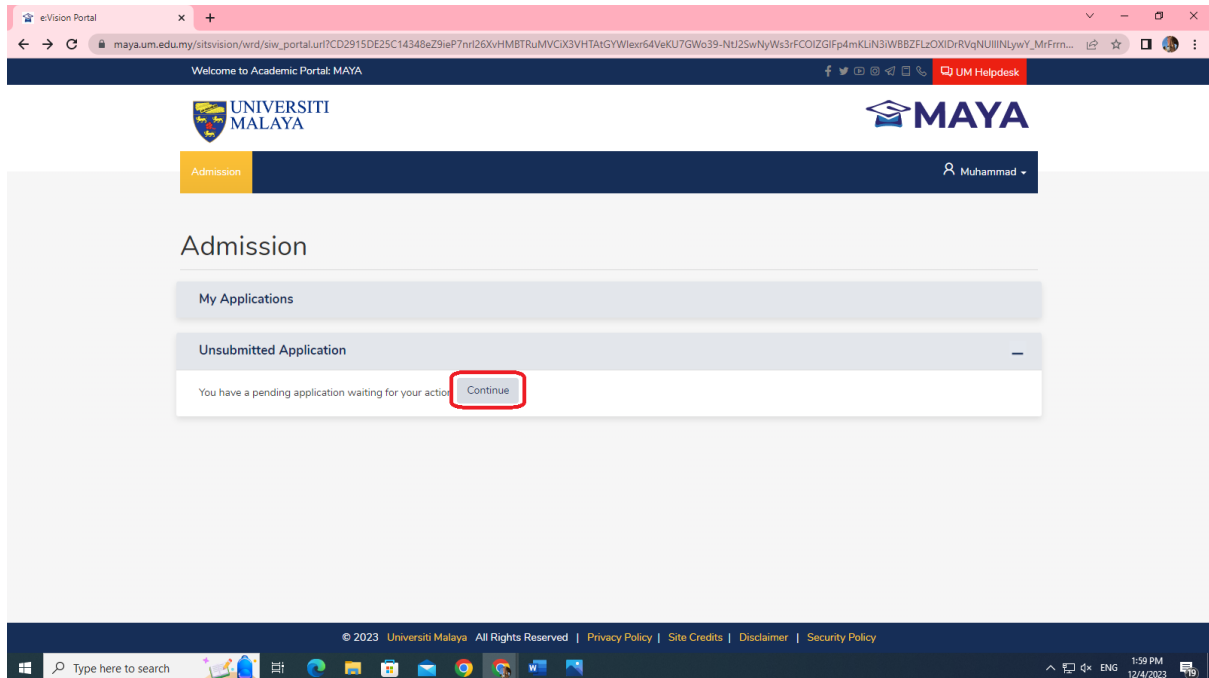 e:Vision Portal
Welcome to Academic Portal: MAYA
UM Helpdesk
UNIVERSITI
MALAYA
MAYA
Admission
Muhammad
Admission
My Applications
Unsubmitted Application
You have a pending application waiting for your action
Continue
© 2023 Universiti Malaya All Rights Reserved | Privacy Policy | Site Credits | Disclaimer | Security Policy
Type here to search
ENG
1:59 PM
12/4/2023
19